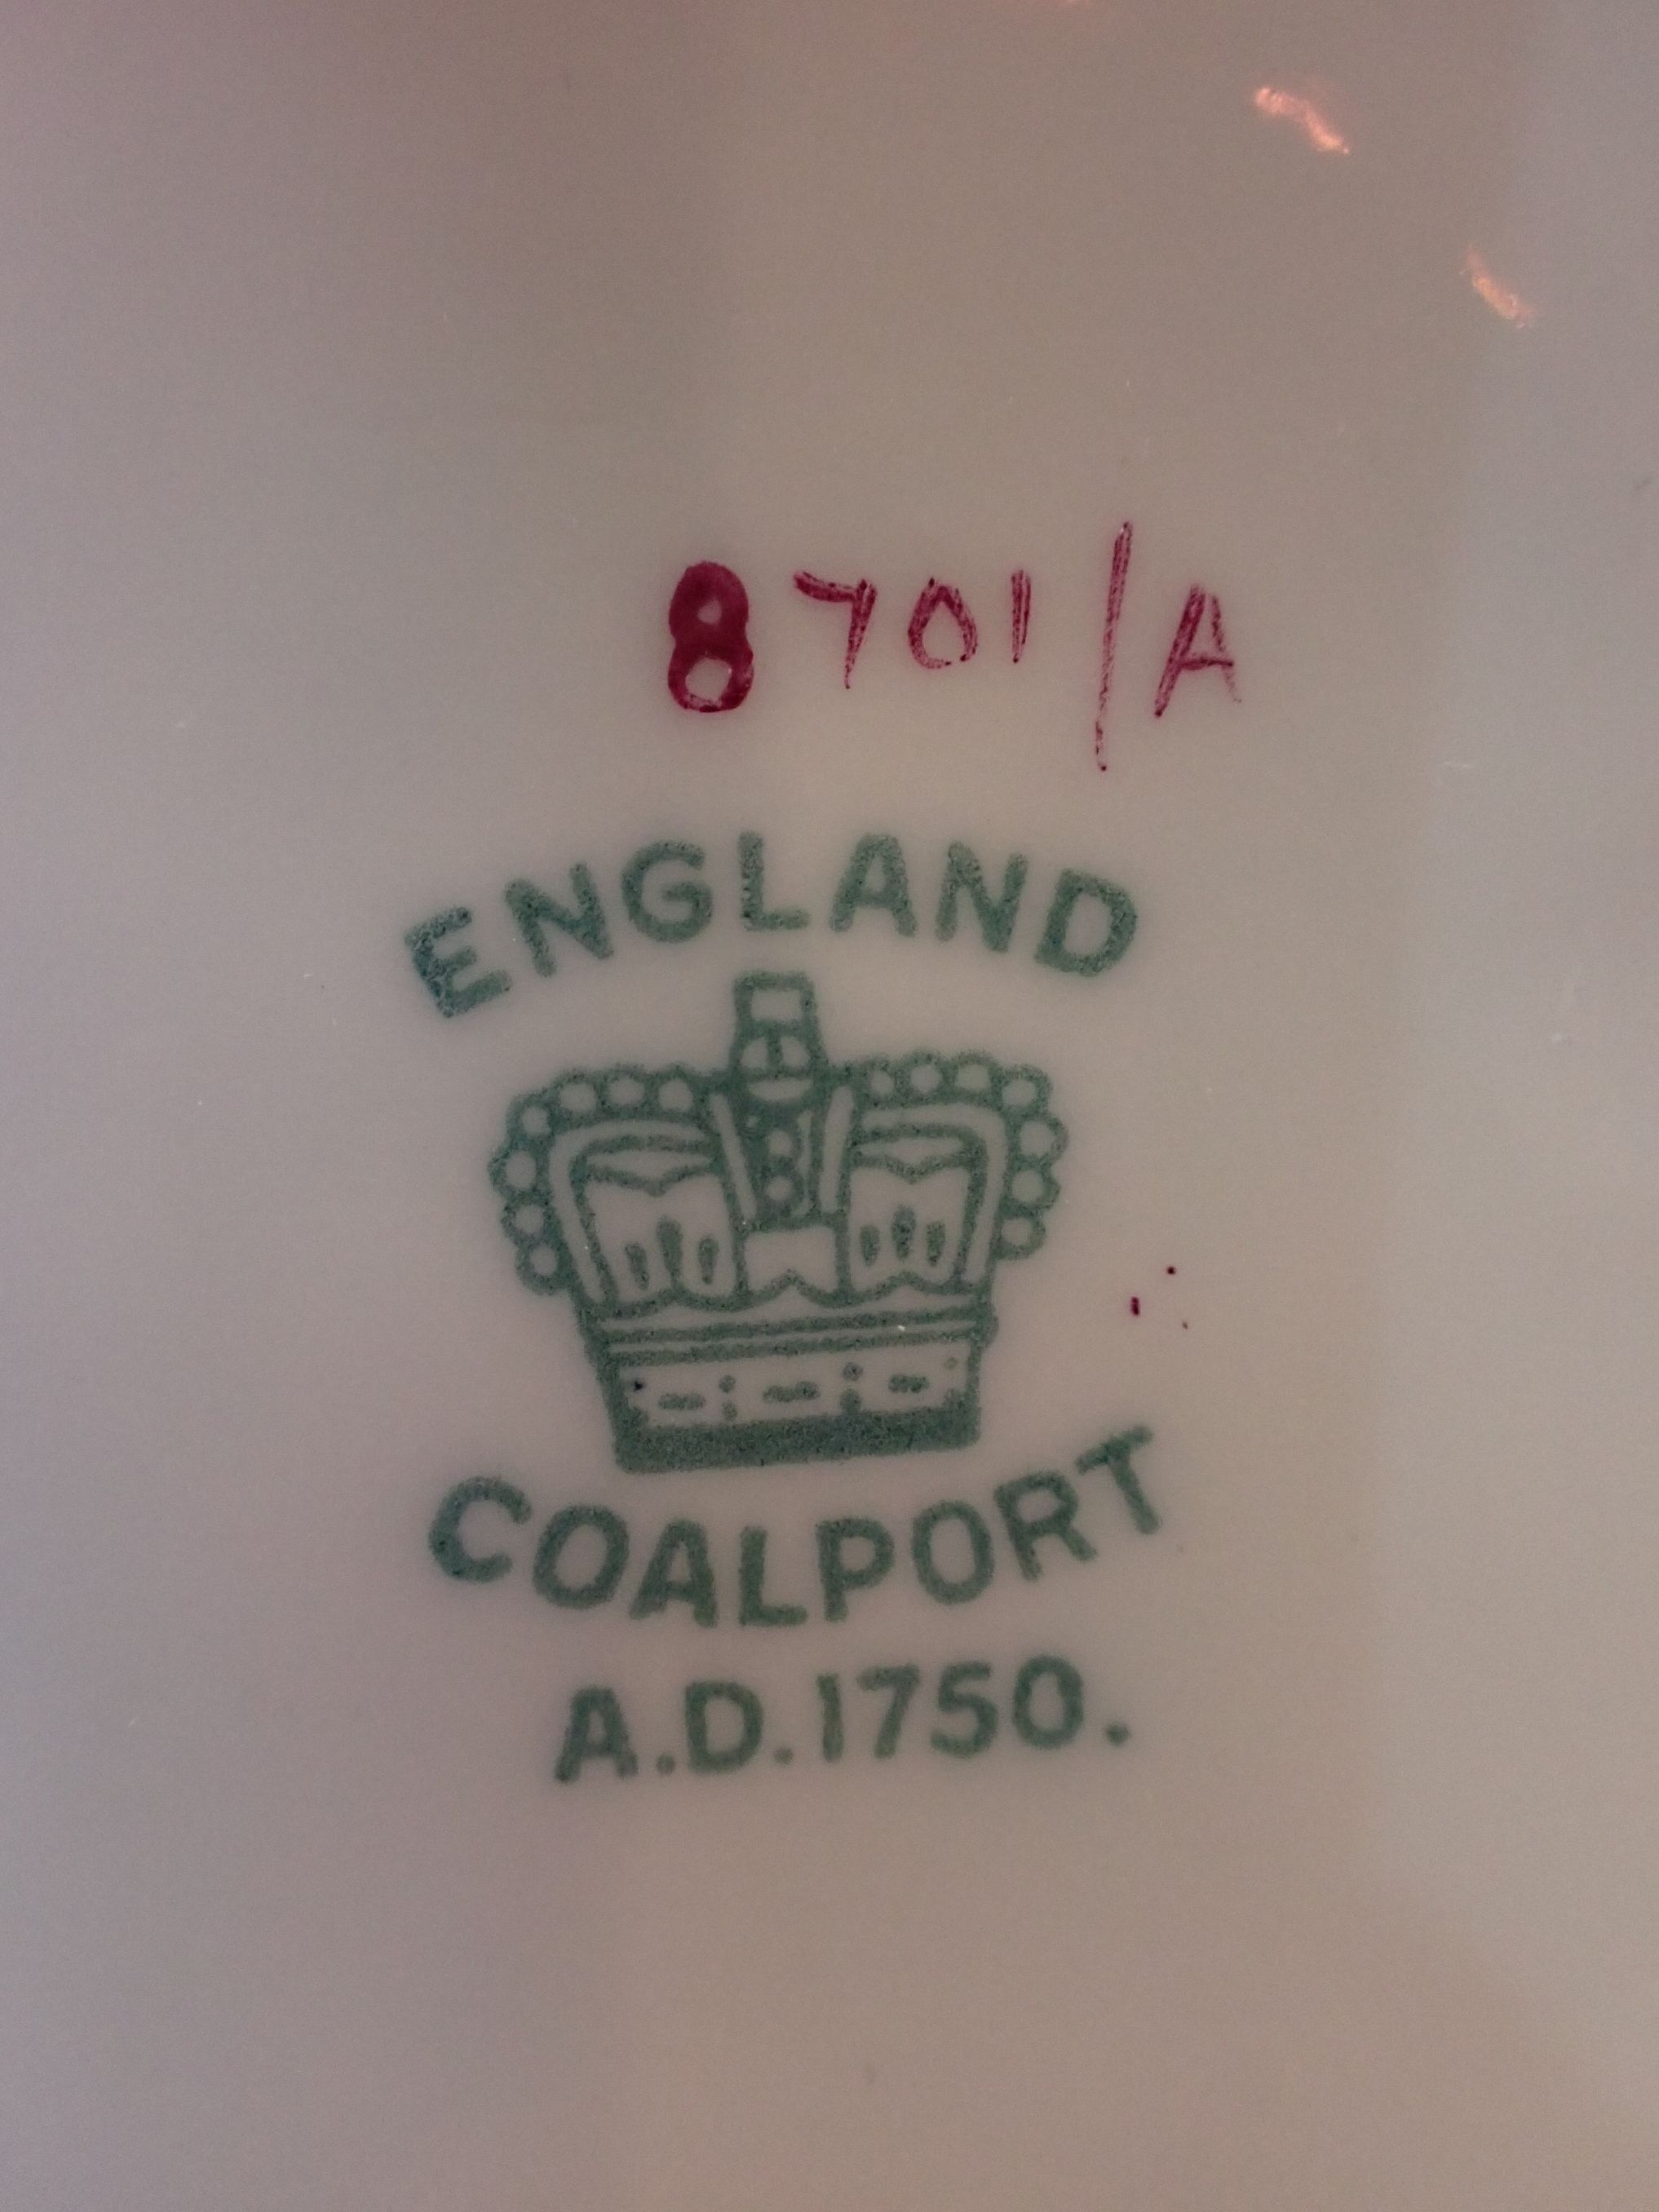 8701/A
ENGLAND
COALPORT
A.D.1750.